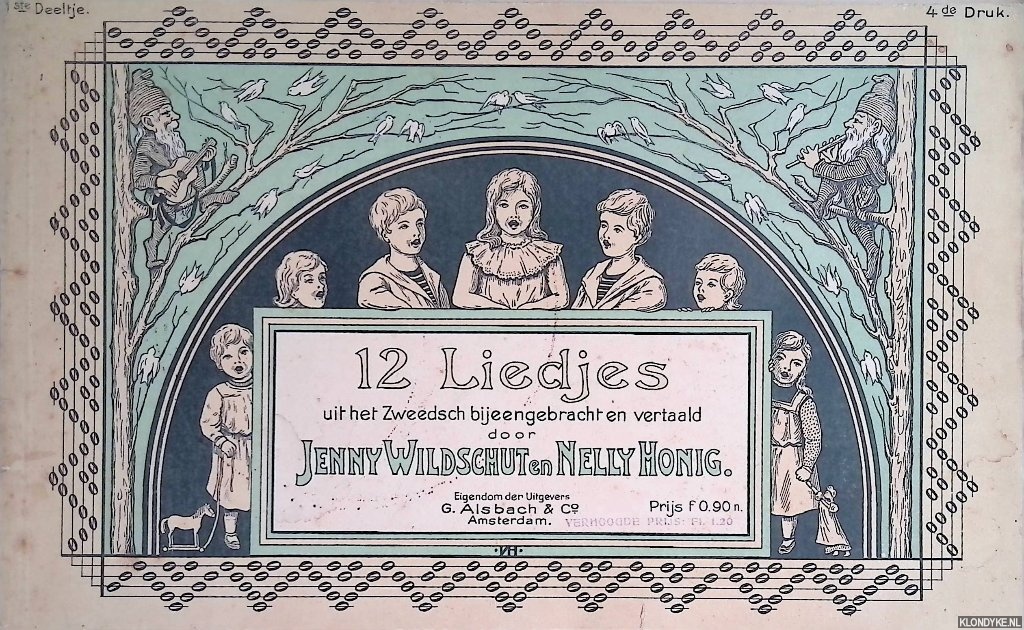 1ste Deeltje.
4de Druk.
12 Liedjes
uit het Zweedsch bijeengebracht en vertaald
door
JENNY WILDSCHUT en NELLY HONIG.
Eigendom der Uitgevers
G. Alsbach & Co
Amsterdam.
Prijs f 0.90 n.
VERHOOGDE PRIJS: Fl. 1.20
·VH·
KLONDYKE.NL